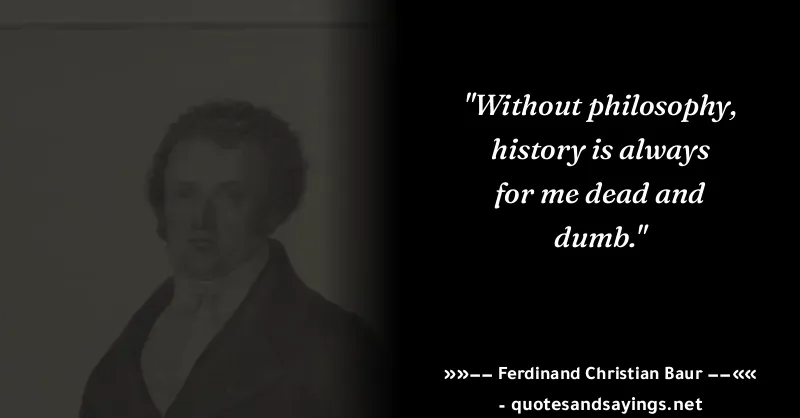 "Without philosophy,
history is always
for me dead and
dumb."
»»−− Ferdinand Christian Baur −−««
- quotesandsayings.net